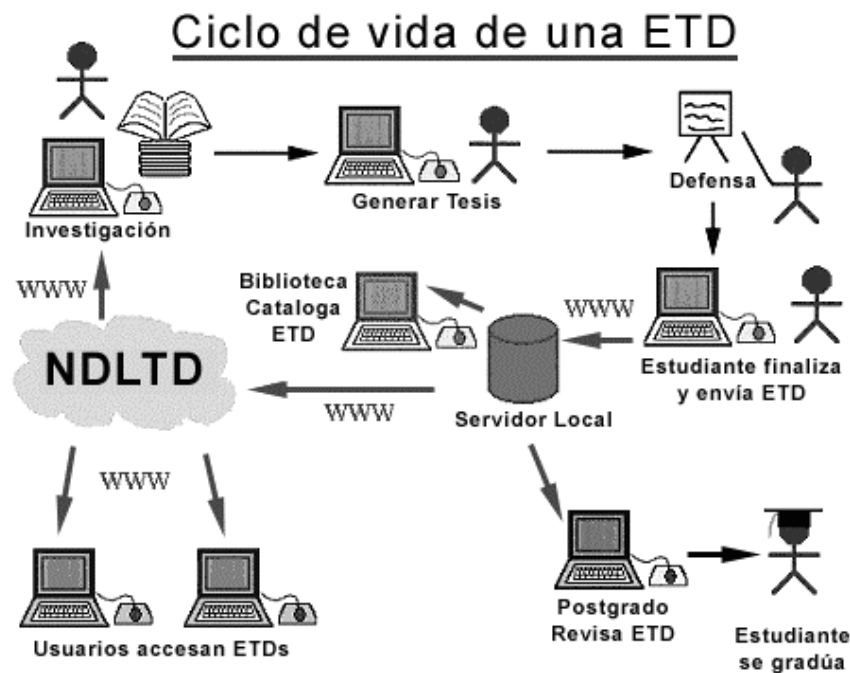 Ciclo de vida de una ETD
Investigación
Generar Tesis
Defensa
WWW
Biblioteca
Cataloga
ETD
WWW
Estudiante finaliza
y envía ETD
NDLTD
WWW
Servidor Local
WWW
Usuarios accesan ETDs
Postgrado
Revisa ETD
Estudiante
se gradúa